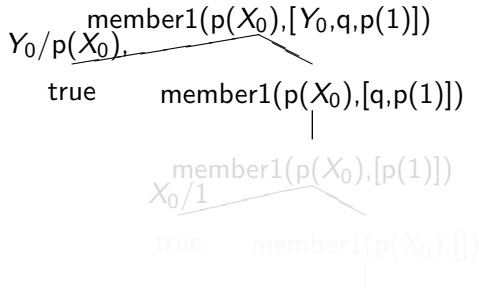 member1(p(X₀),[Y₀,q,p(1)])
Y₀/p(X₀),
true member1(p(X₀),[q,p(1)])
member1(p(X₀),[p(1)])
X₀/1
true member1(p(X₀),[])